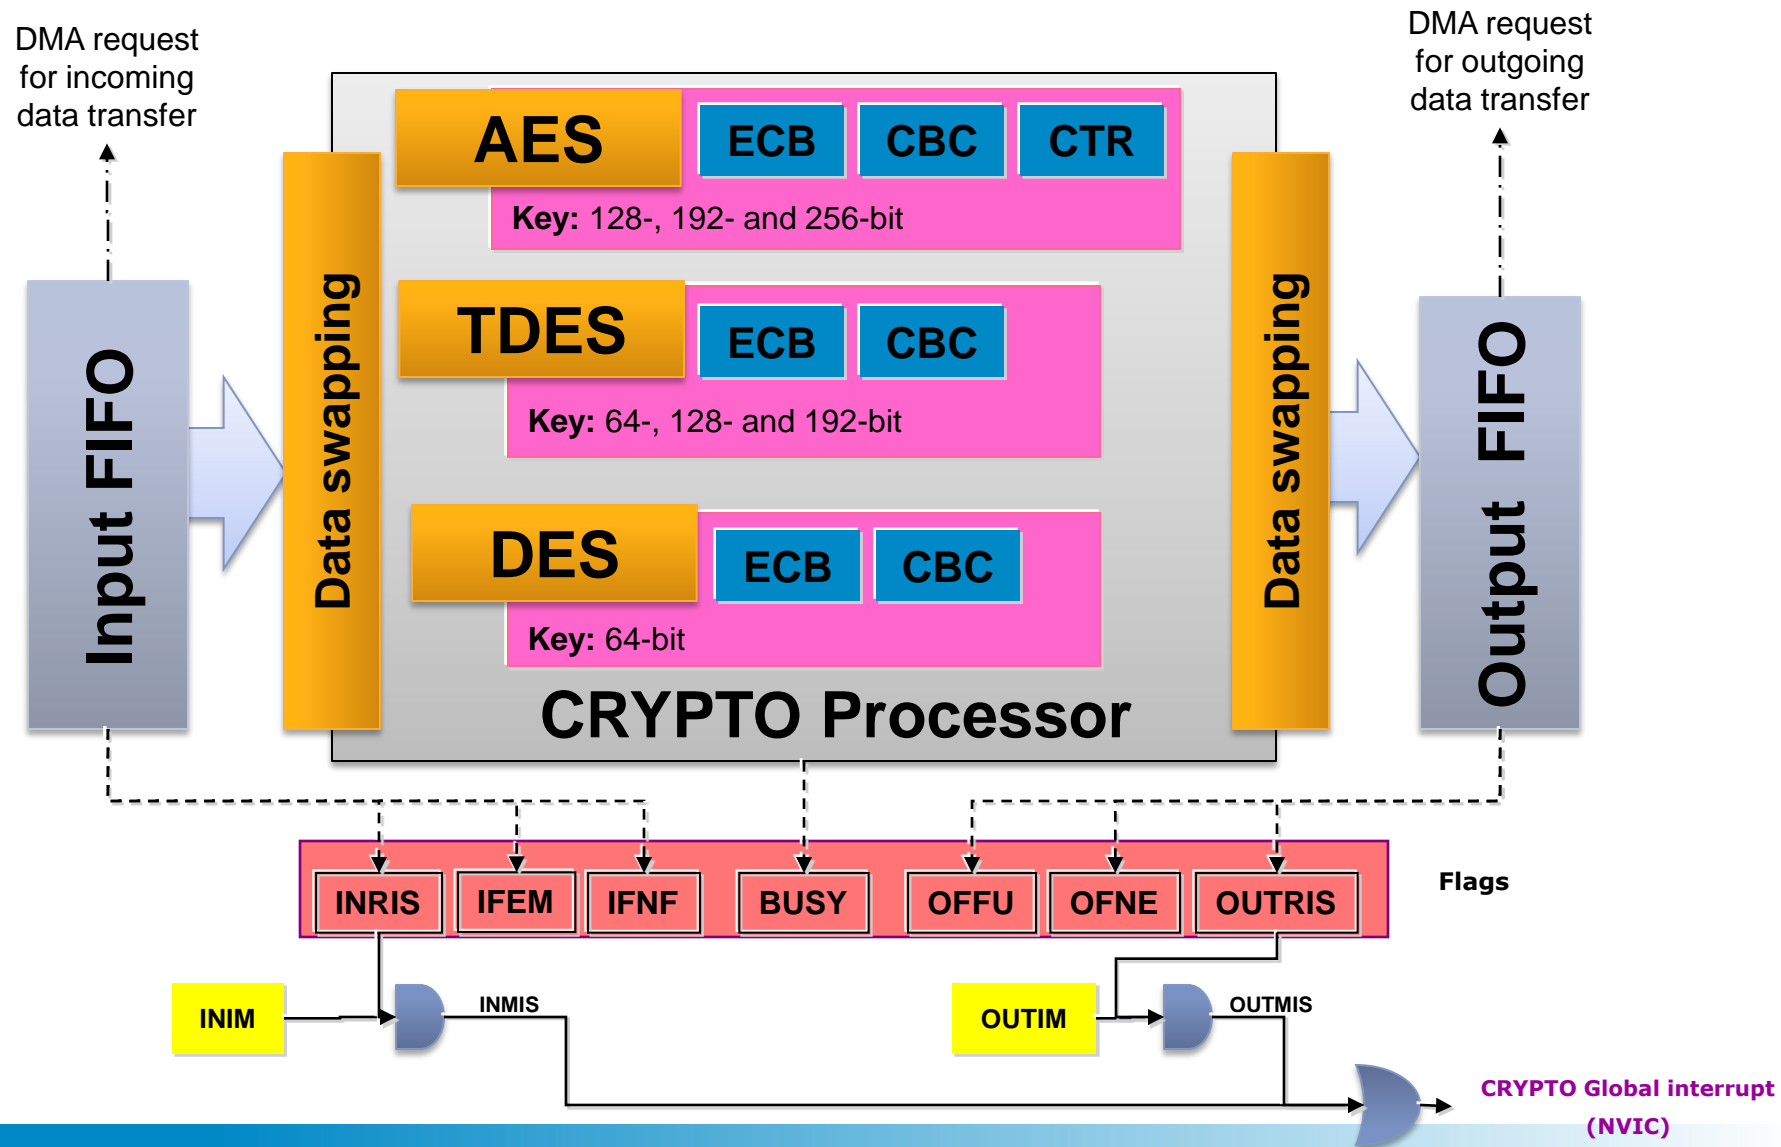 DMA request
for incoming
data transfer
DMA request
for outgoing
data transfer
AES
ECB
CBC
CTR
Key: 128-, 192- and 256-bit
TDES
ECB
CBC
Key: 64-, 128- and 192-bit
DES
ECB
CBC
Key: 64-bit
CRYPTO Processor
Input FIFO
Data swapping
Data swapping
Output FIFO
INRIS
IFEM
IFNF
BUSY
OFFU
OFNE
OUTRIS
Flags
INIM
INMIS
OUTIM
OUTMIS
CRYPTO Global interrupt
(NVIC)